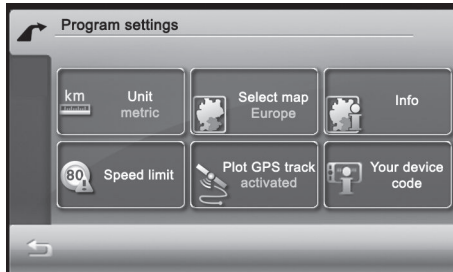 Program settings
km
Unit
metric
Select map
Europe
Info
80
Speed limit
Plot GPS track
activated
Your device
code